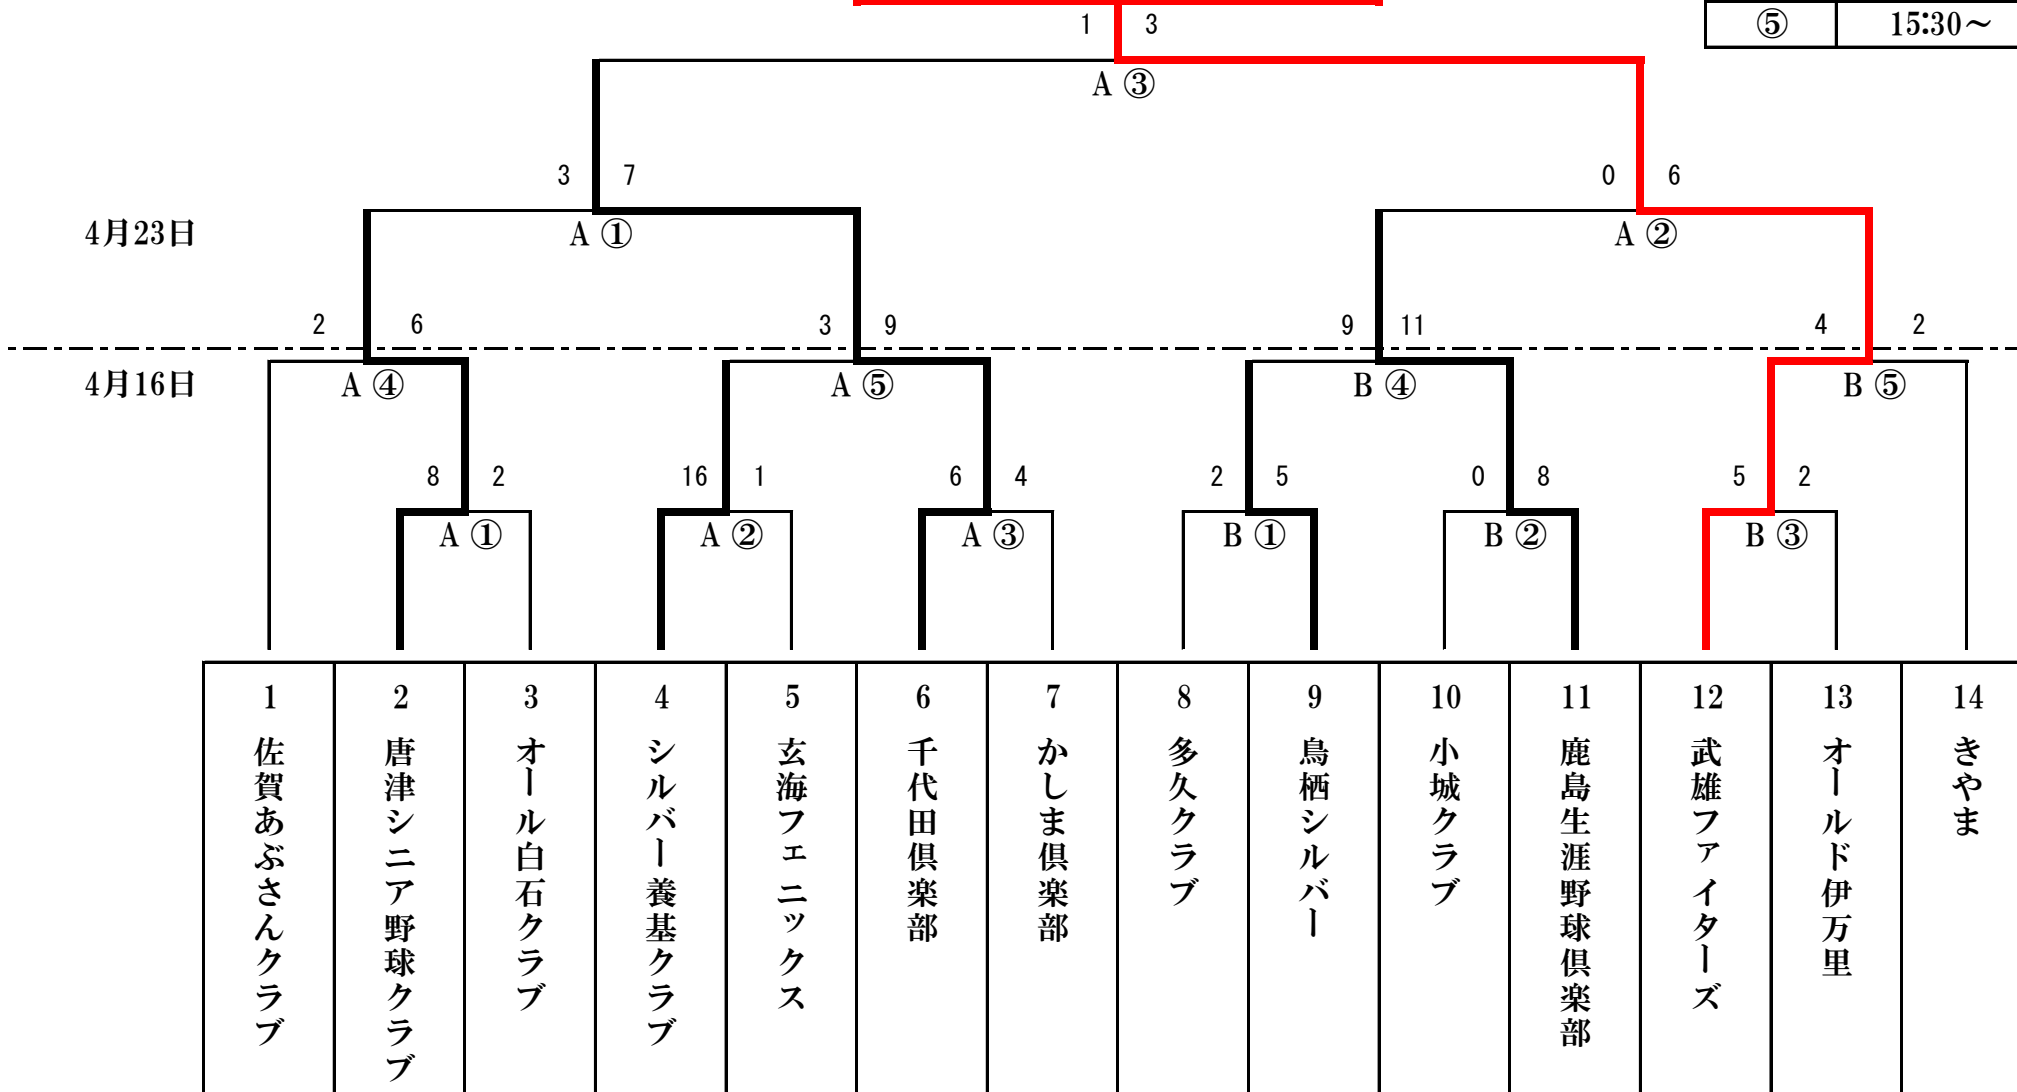 1 3
⑤ 15:30～
A ③
3 7
0 6
4月23日
A ①
A ②
2 6
3 9
9 11
4 2
4月16日
A ④
A ⑤
B ④
B ⑤
8 2
16 1
6 4
2 5
0 8
5 2
A ①
A ②
A ③
B ①
B ②
B ③
1 佐賀あぶさんクラブ
2 唐津シニア野球クラブ
3 オール白石クラブ
4 シルバー養基クラブ
5 玄海フェニックス
6 千代田倶楽部
7 かしま倶楽部
8 多久クラブ
9 鳥栖シルバー
10 小城クラブ
11 鹿島生涯野球倶楽部
12 武雄ファイターズ
13 オールド伊万里
14 きやま